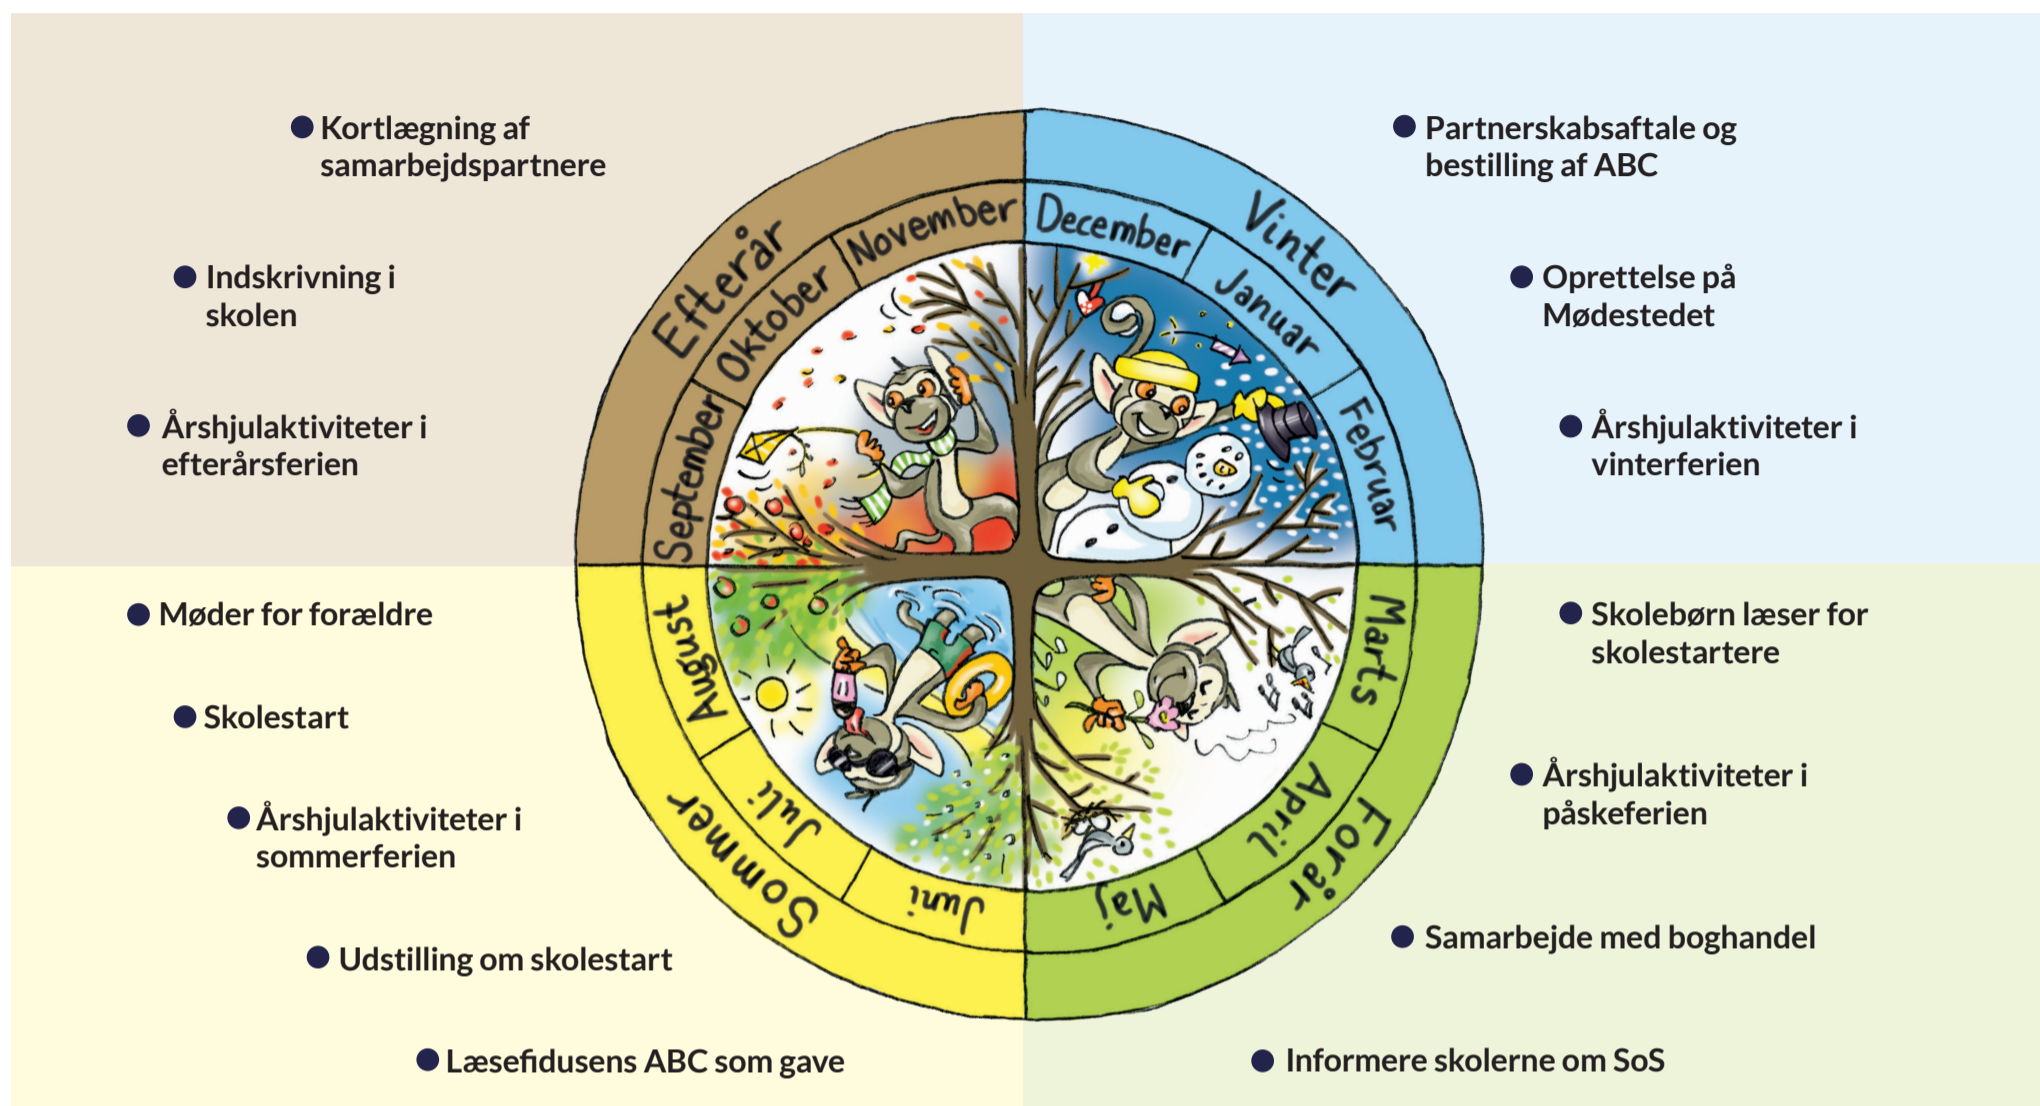 Kortlægning af
samarbejdspartnere
Indskrivning i
skolen
Årshjulaktiviteter i
efterårsferien
Partnerskabsaftale og
bestilling af ABC
Oprettelse på
Mødestedet
Årshjulaktiviteter i
vinterferien
Efterår
September
Oktober
November
Vinter
December
Januar
Februar
Forår
Marts
April
Maj
Sommer
Juni
Juli
August
Skolebørn læser for
skolestartere
Årshjulaktiviteter i
påskeferien
Samarbejde med boghandel
Informere skolerne om SoS
Møder for forældre
Skolestart
Årshjulaktiviteter i
sommerferien
Udstilling om skolestart
Læsefidusens ABC som gave